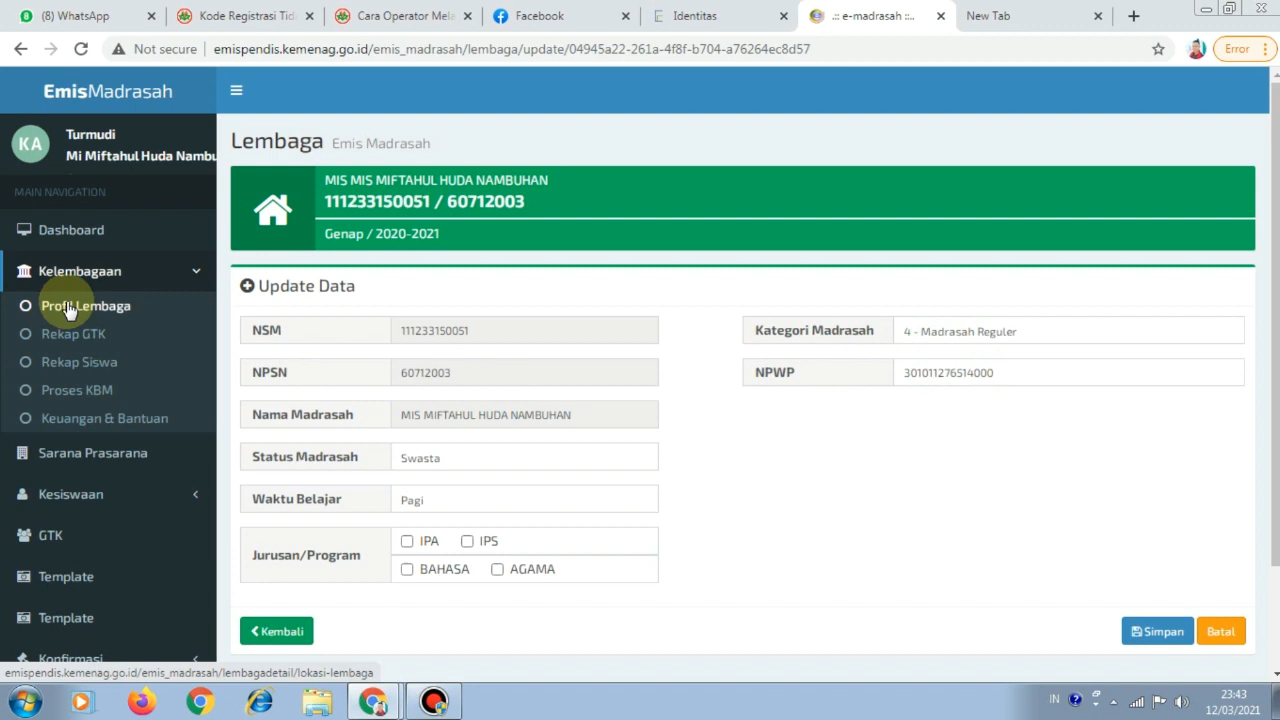 (8) WhatsApp
Kode Registrasi Tid
Cara Operator Mela
Facebook
Identitas
.:: e-madrasah ::..
New Tab
Not secure
emispendis.kemenag.go.id/emis_madrasah/lembaga/update/04945a22-261a-4f8f-b704-a76264ec8d57
Error
EmisMadrasah
KA
Turmudi
Mi Miftahul Huda Nambu
MAIN NAVIGATION
Dashboard
Kelembagaan
Profil Lembaga
Rekap GTK
Rekap Siswa
Proses KBM
Keuangan & Bantuan
Sarana Prasarana
Kesiswaan
GTK
Template
Template
Konfirmasi
Lembaga Emis Madrasah
MIS MIS MIFTAHUL HUDA NAMBUHAN
111233150051 / 60712003
Genap / 2020-2021
Update Data
NSM 111233150051
Kategori Madrasah 4 - Madrasah Reguler
NPSN 60712003
NPWP 301011276514000
Nama Madrasah MIS MIFTAHUL HUDA NAMBUHAN
Status Madrasah Swasta
Waktu Belajar Pagi
Jurusan/Program
IPA IPS
BAHASA AGAMA
Kembali
Simpan
Batal
emispendis.kemenag.go.id/emis_madrasah/lembagadetail/lokasi-lembaga
IN
23:43
12/03/2021